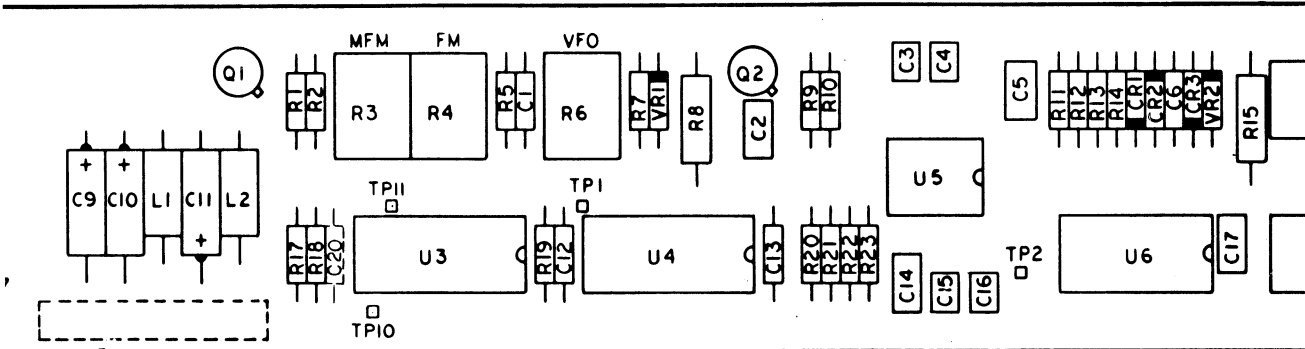 MFM FM VFO
Q1 R1 R2 R3 R4 R5 C1 R6 R7 VR1 R8 Q2 C2 R9 R10 C3 C4 C5 R11 R12 R13 R14 CR1 CR2 C6 CR3 VR2 R15
C9 C10 L1 C11 L2 TP11 TP1 U5
+ + +
R17 R18 C20 U3 R19 C12 U4 C13 R20 R21 R22 R23 C14 C15 C16 TP2 U6 C17
TP10